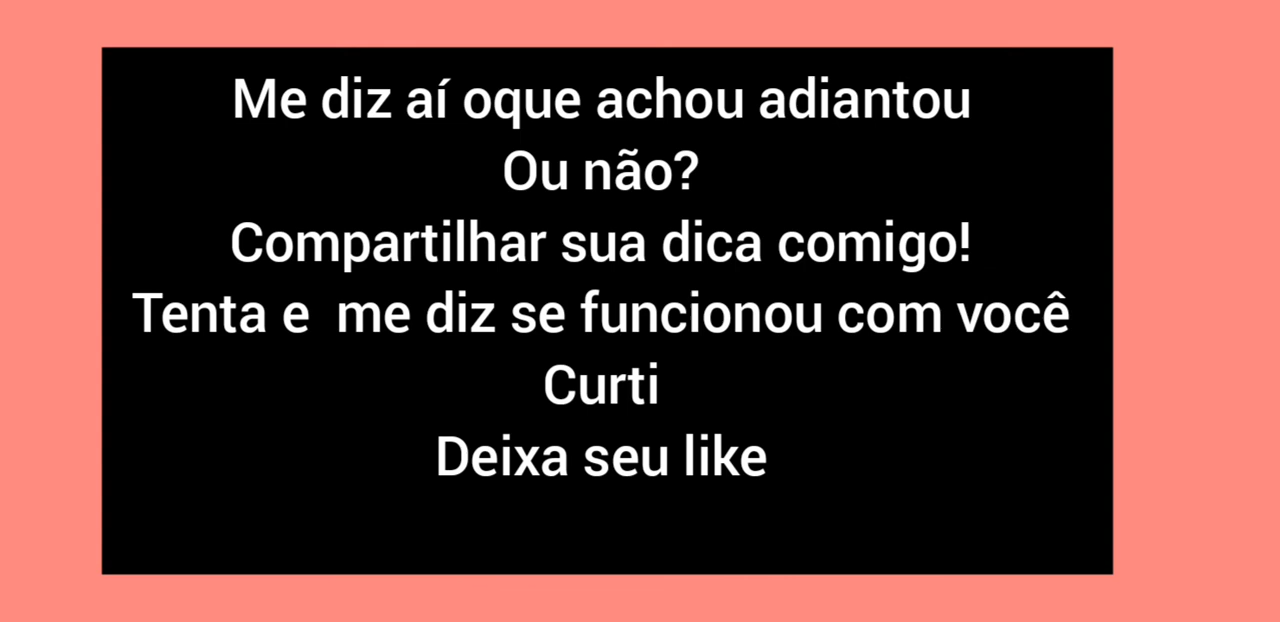 Me diz aí oque achou adiantou
Ou não?
Compartilhar sua dica comigo!
Tenta e  me diz se funcionou com você
Curti
Deixa seu like